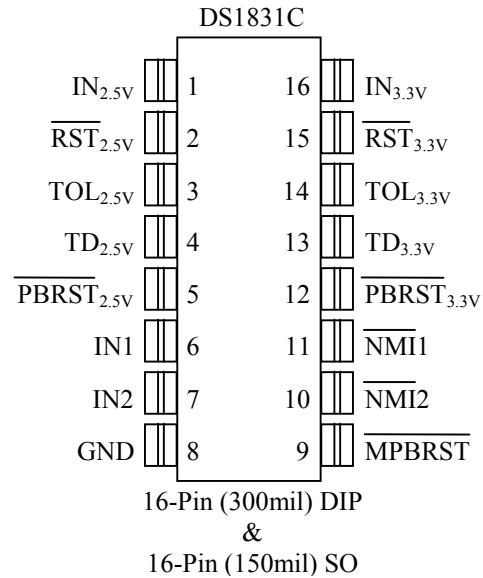 DS1831C
IN2.5V 1 16 IN3.3V
RST2.5V 2 15 RST3.3V
TOL2.5V 3 14 TOL3.3V
TD2.5V 4 13 TD3.3V
PBRST2.5V 5 12 PBRST3.3V
IN1 6 11 NMI1
IN2 7 10 NMI2
GND 8 9 MPBRST
16-Pin (300mil) DIP
&
16-Pin (150mil) SO